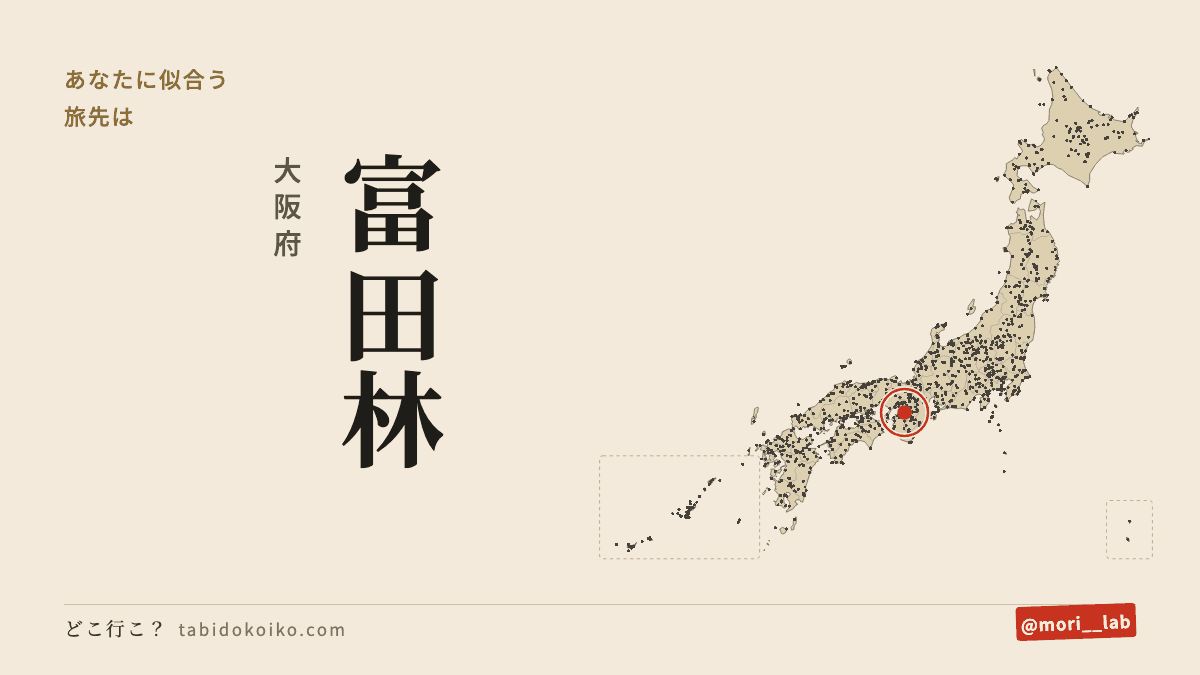 あなたに似合う
旅先は
富田林
大阪府
どこ行こ？ tabidokoiko.com
@mori__lab